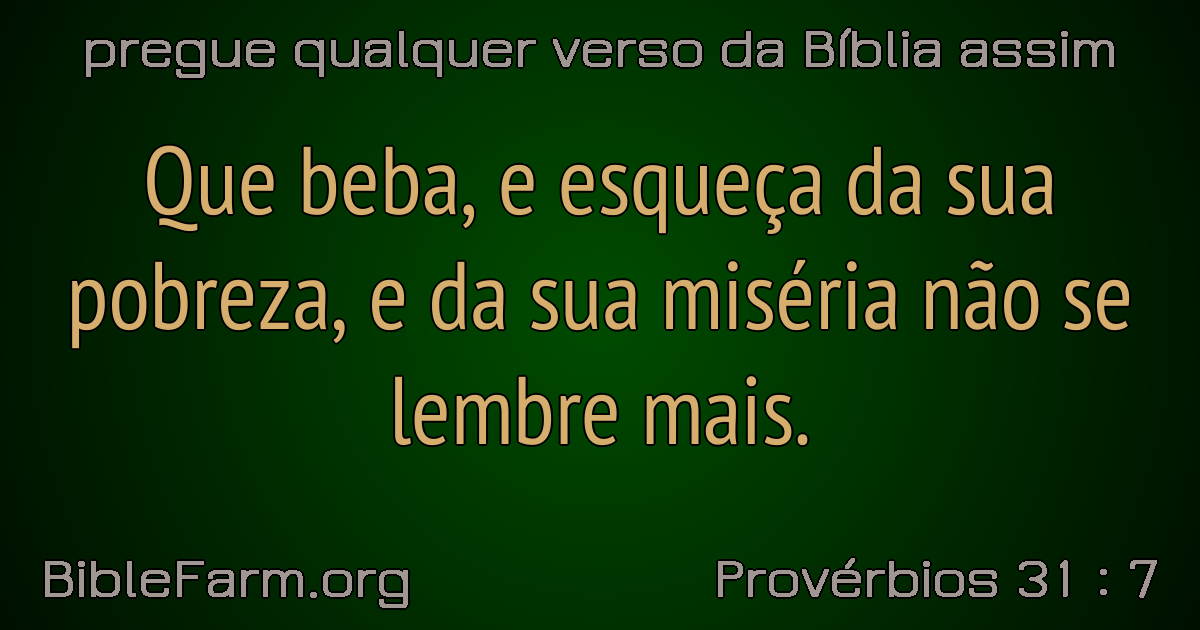 pregue qualquer verso da Bíblia assim
Que beba, e esqueça da sua
pobreza, e da sua miséria não se
lembre mais.
BibleFarm.org
Provérbios 31 : 7